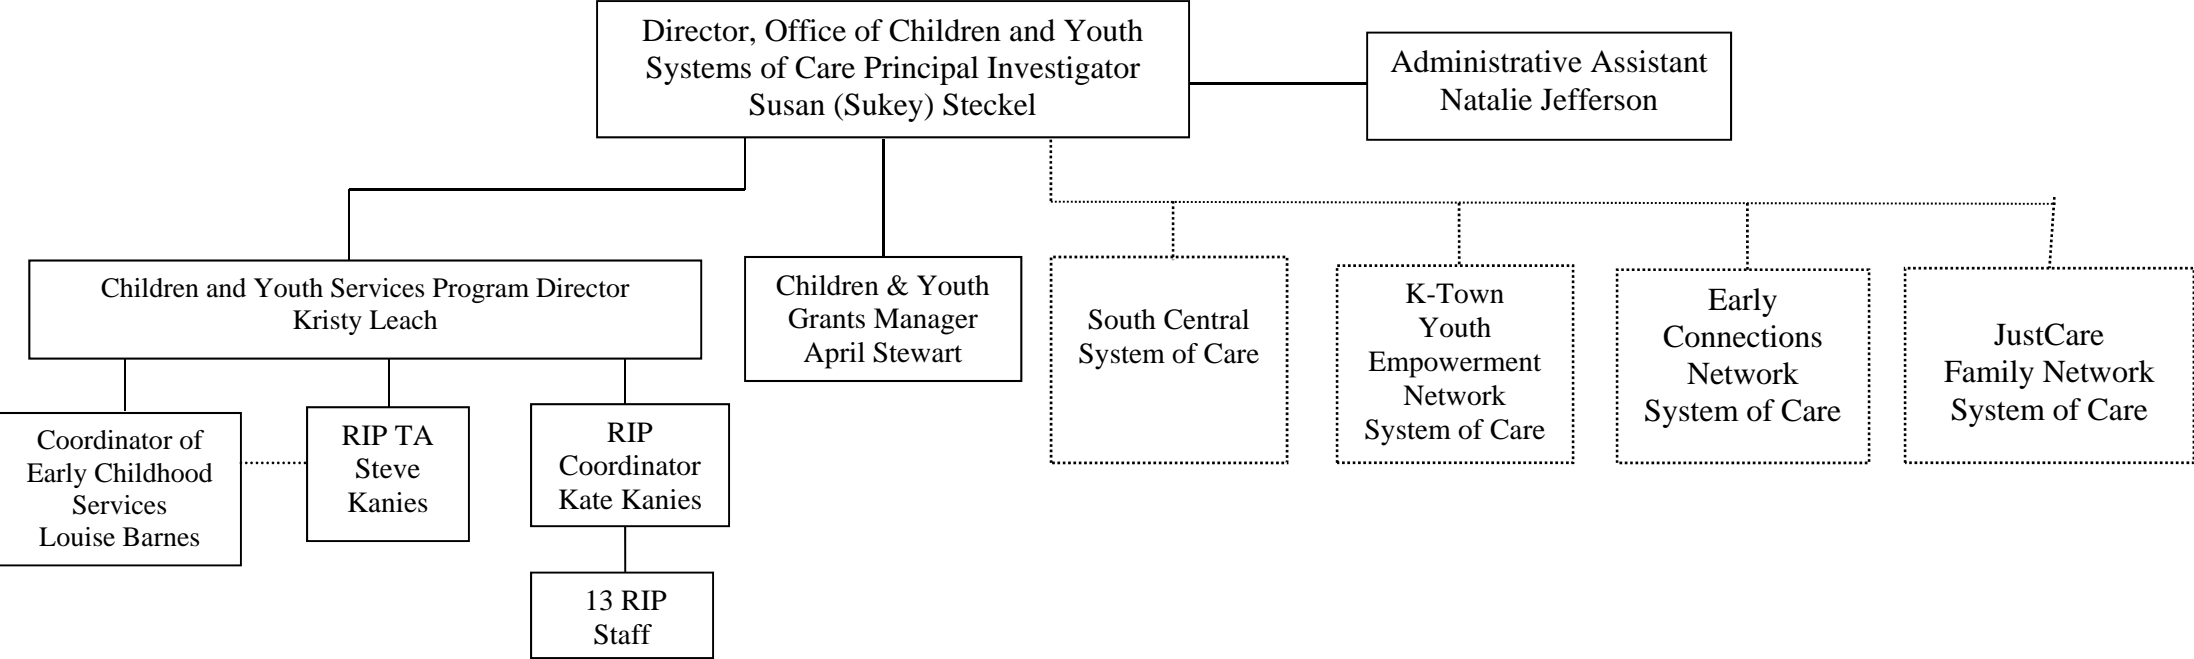 Director, Office of Children and Youth
Systems of Care Principal Investigator
Susan (Sukey) Steckel
Administrative Assistant
Natalie Jefferson
Children and Youth Services Program Director
Kristy Leach
Children & Youth
Grants Manager
April Stewart
South Central
System of Care
K-Town
Youth
Empowerment
Network
System of Care
Early
Connections
Network
System of Care
JustCare
Family Network
System of Care
Coordinator of
Early Childhood
Services
Louise Barnes
RIP TA
Steve
Kanies
RIP
Coordinator
Kate Kanies
13 RIP
Staff